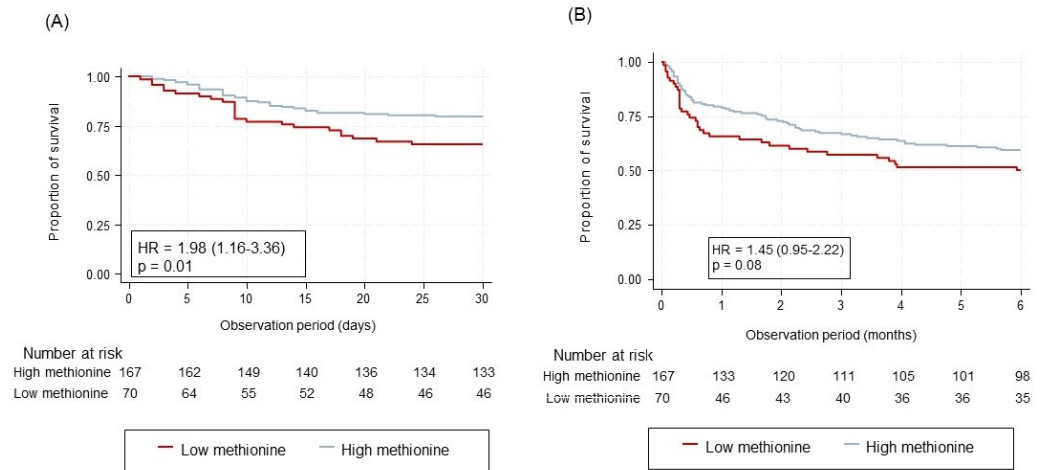 (A)
Proportion of survival
1.00
0.75
0.50
0.25
0.00
HR = 1.98 (1.16-3.36)
p = 0.01
0 5 10 15 20 25 30
Observation period (days)
Number at risk
High methionine 167 162 149 140 136 134 133
Low methionine 70 64 55 52 48 46 46
Low methionine High methionine
(B)
Proportion of survival
1.00
0.75
0.50
0.25
0.00
HR = 1.45 (0.95-2.22)
p = 0.08
0 1 2 3 4 5 6
Observation period (months)
Number at risk
High methionine 167 133 120 111 105 101 98
Low methionine 70 46 43 40 36 36 35
Low methionine High methionine